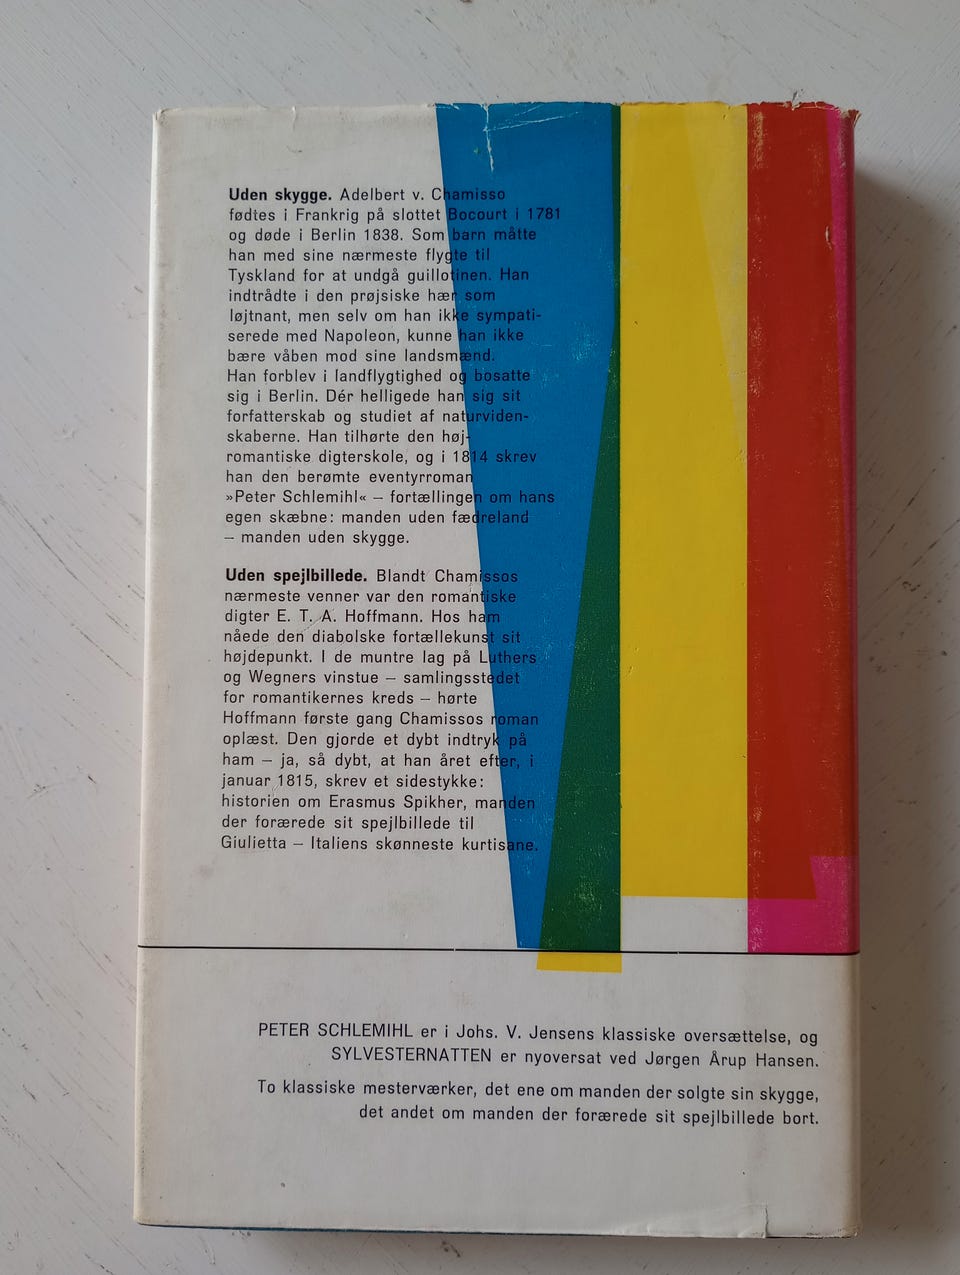 Uden skygge. Adelbert v. Chamisso
fødtes i Frankrig på slottet Bocourt i 1781
og døde i Berlin 1838. Som barn måtte
han med sine nærmeste flygte til
Tyskland for at undgå guillotinen. Han
indtrådte i den prøjsiske hær som
løjtnant, men selv om han ikke sympati-
serede med Napoleon, kunne han ikke
bære våben mod sine landsmænd.
Han forblev i landflygtighed og bosatte
sig i Berlin. Dér helligede han sig sit
forfatterskab og studiet af naturviden-
skaberne. Han tilhørte den høj-
romantiske digterskole, og i 1814 skrev
han den berømte eventyrroman
»Peter Schlemihl« – fortællingen om hans
egen skæbne: manden uden fædreland
– manden uden skygge.
Uden spejlbillede. Blandt Chamissos
nærmeste venner var den romantiske
digter E. T. A. Hoffmann. Hos ham
nåede den diabolske fortællekunst sit
højdepunkt. I de muntre lag på Luthers
og Wegners vinstue – samlingsstedet
for romantikernes kreds – hørte
Hoffmann første gang Chamissos roman
oplæst. Den gjorde et dybt indtryk på
ham – ja, så dybt, at han året efter, i
januar 1815, skrev et sidestykke:
historien om Erasmus Spikher, manden
der forærede sit spejlbillede til
Giulietta – Italiens skønneste kurtisane.
PETER SCHLEMIHL er i Johs. V. Jensens klassiske oversættelse, og
SYLVESTERNATTEN er nyoversat ved Jørgen Årup Hansen.
To klassiske mesterværker, det ene om manden der solgte sin skygge,
det andet om manden der forærede sit spejlbillede bort.